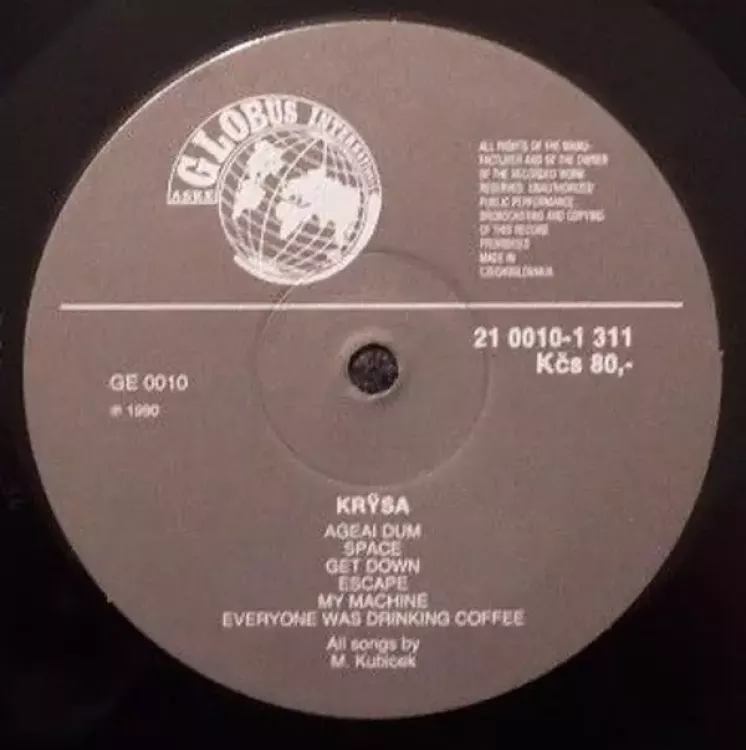 GLOBUS INTERNATIONAL
ALL RIGHTS OF THE MANU-
FACTURER AND OF THE OWNER
OF THE RECORDED WORK
RESERVED. UNAUTHORIZED
PUBLIC PERFORMANCE,
BROADCASTING AND COPYING
OF THIS RECORD
PROHIBITED
MADE IN
CZECHOSLOVAKIA
21 0010-1 311
Kčs 80,-
GE 0010
℗ 1990
KRŸSA
AGEAI DUM
SPACE
GET DOWN
ESCAPE
MY MACHINE
EVERYONE WAS DRINKING COFFEE
All songs by
M. Kubicek